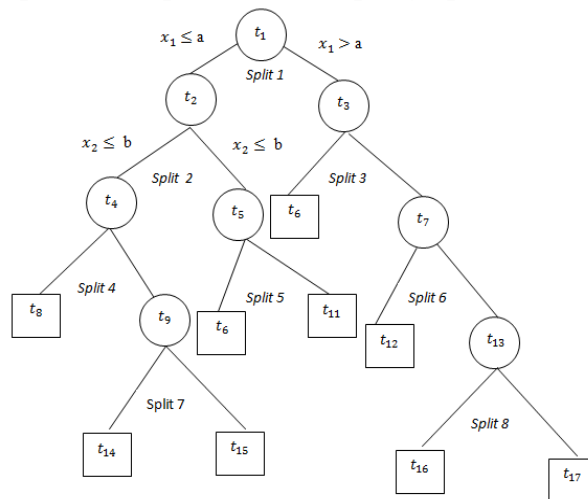 t₁
x₁ ≤ a
x₁ > a
Split 1
t₂
t₃
x₂ ≤ b
x₂ ≤ b
Split 2
Split 3
t₄
t₅
t₆
t₇
Split 4
Split 5
Split 6
t₈
t₉
t₆
t₁₁
t₁₂
t₁₃
Split 7
Split 8
t₁₄
t₁₅
t₁₆
t₁₇